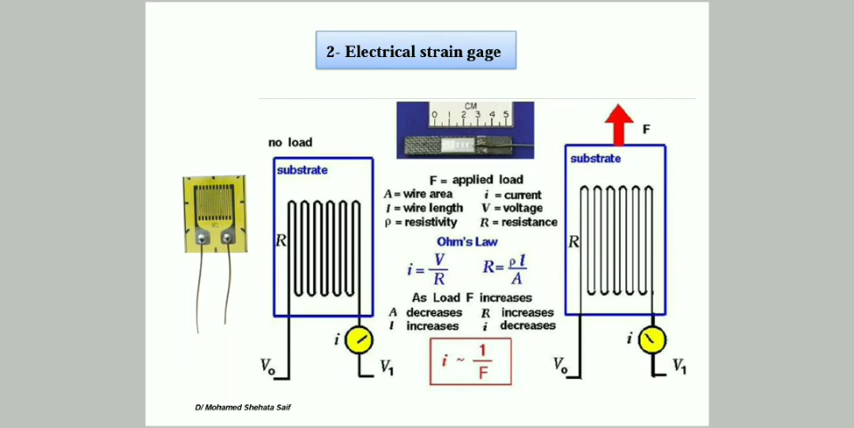 2- Electrical strain gage
CM
0 1 2 3 4 5
no load
F
substrate
substrate
F = applied load
A = wire area i = current
l = wire length V = voltage
ρ = resistivity R = resistance
R
R
Ohm's Law
i = V/R R = ρl/A
As Load F increases
A decreases R increases
l increases i decreases
i ~ 1/F
i
i
Vo V1
Vo V1
D/ Mohamed Shehata Saif